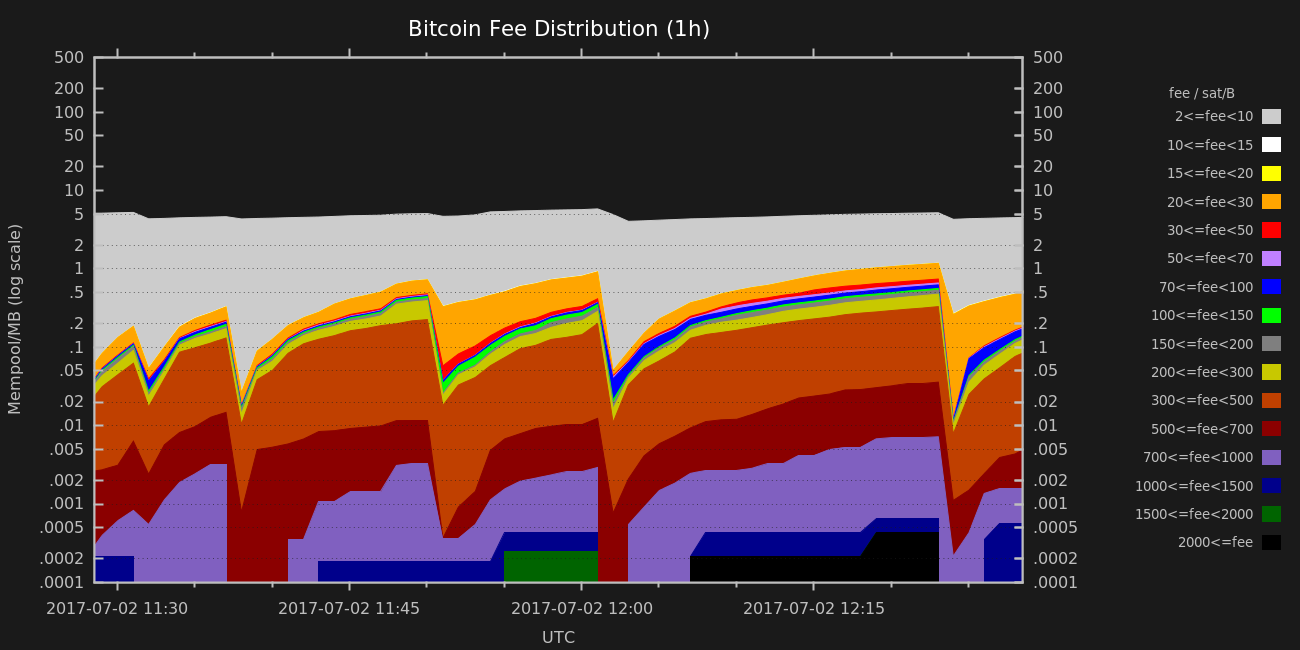 Bitcoin Fee Distribution (1h)
500 500
200 200
100 100
50 50
20 20
10 10
5 5
2 2
1 1
.5 .5
.2 .2
.1 .1
.05 .05
.02 .02
.01 .01
.005 .005
.002 .002
.001 .001
.0005 .0005
.0002 .0002
.0001 .0001
Mempool/MB (log scale)
2017-07-02 11:30 2017-07-02 11:45 2017-07-02 12:00 2017-07-02 12:15
UTC
fee / sat/B
2<=fee<10
10<=fee<15
15<=fee<20
20<=fee<30
30<=fee<50
50<=fee<70
70<=fee<100
100<=fee<150
150<=fee<200
200<=fee<300
300<=fee<500
500<=fee<700
700<=fee<1000
1000<=fee<1500
1500<=fee<2000
2000<=fee